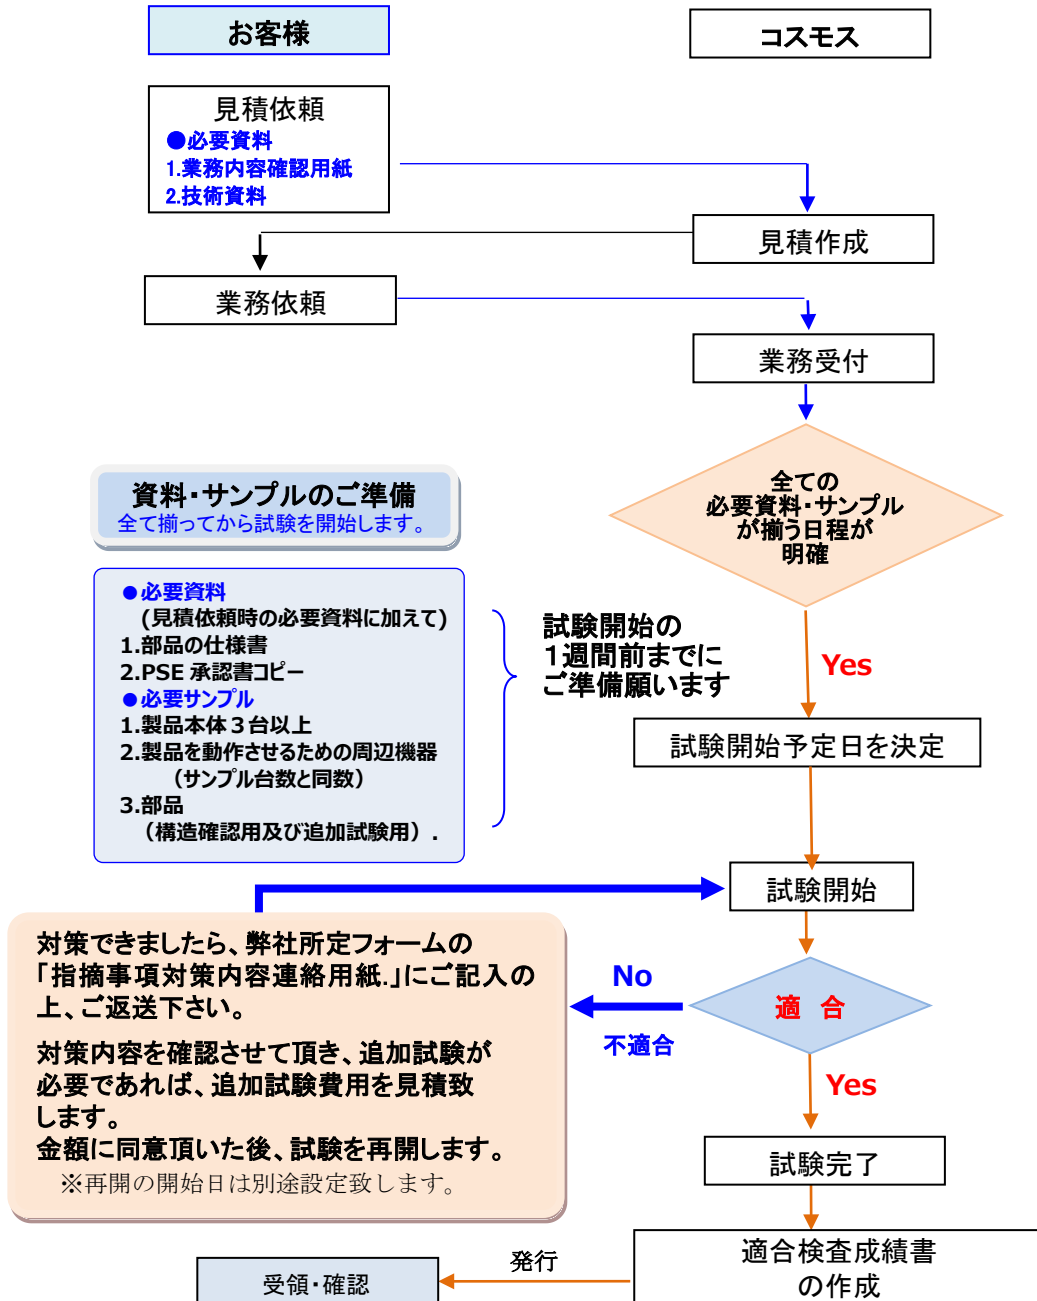 お客様
コスモス
見積依頼
●必要資料
1.業務内容確認用紙
2.技術資料
見積作成
業務依頼
業務受付
全ての
必要資料・サンプル
が揃う日程が
明確
資料・サンプルのご準備
全て揃ってから試験を開始します。
●必要資料
(見積依頼時の必要資料に加えて)
1.部品の仕様書
2.PSE 承認書コピー
●必要サンプル
1.製品本体３台以上
2.製品を動作させるための周辺機器
（サンプル台数と同数）
3.部品
（構造確認用及び追加試験用）.
試験開始の
１週間前までに
ご準備願います
Yes
試験開始予定日を決定
試験開始
対策できましたら、弊社所定フォームの
「指摘事項対策内容連絡用紙.」にご記入の
上、ご返送下さい。
対策内容を確認させて頂き、追加試験が
必要であれば、追加試験費用を見積致
します。
金額に同意頂いた後、試験を再開します。
※再開の開始日は別途設定致します。
No
不適合
適 合
Yes
試験完了
適合検査成績書
の作成
発行
受領・確認